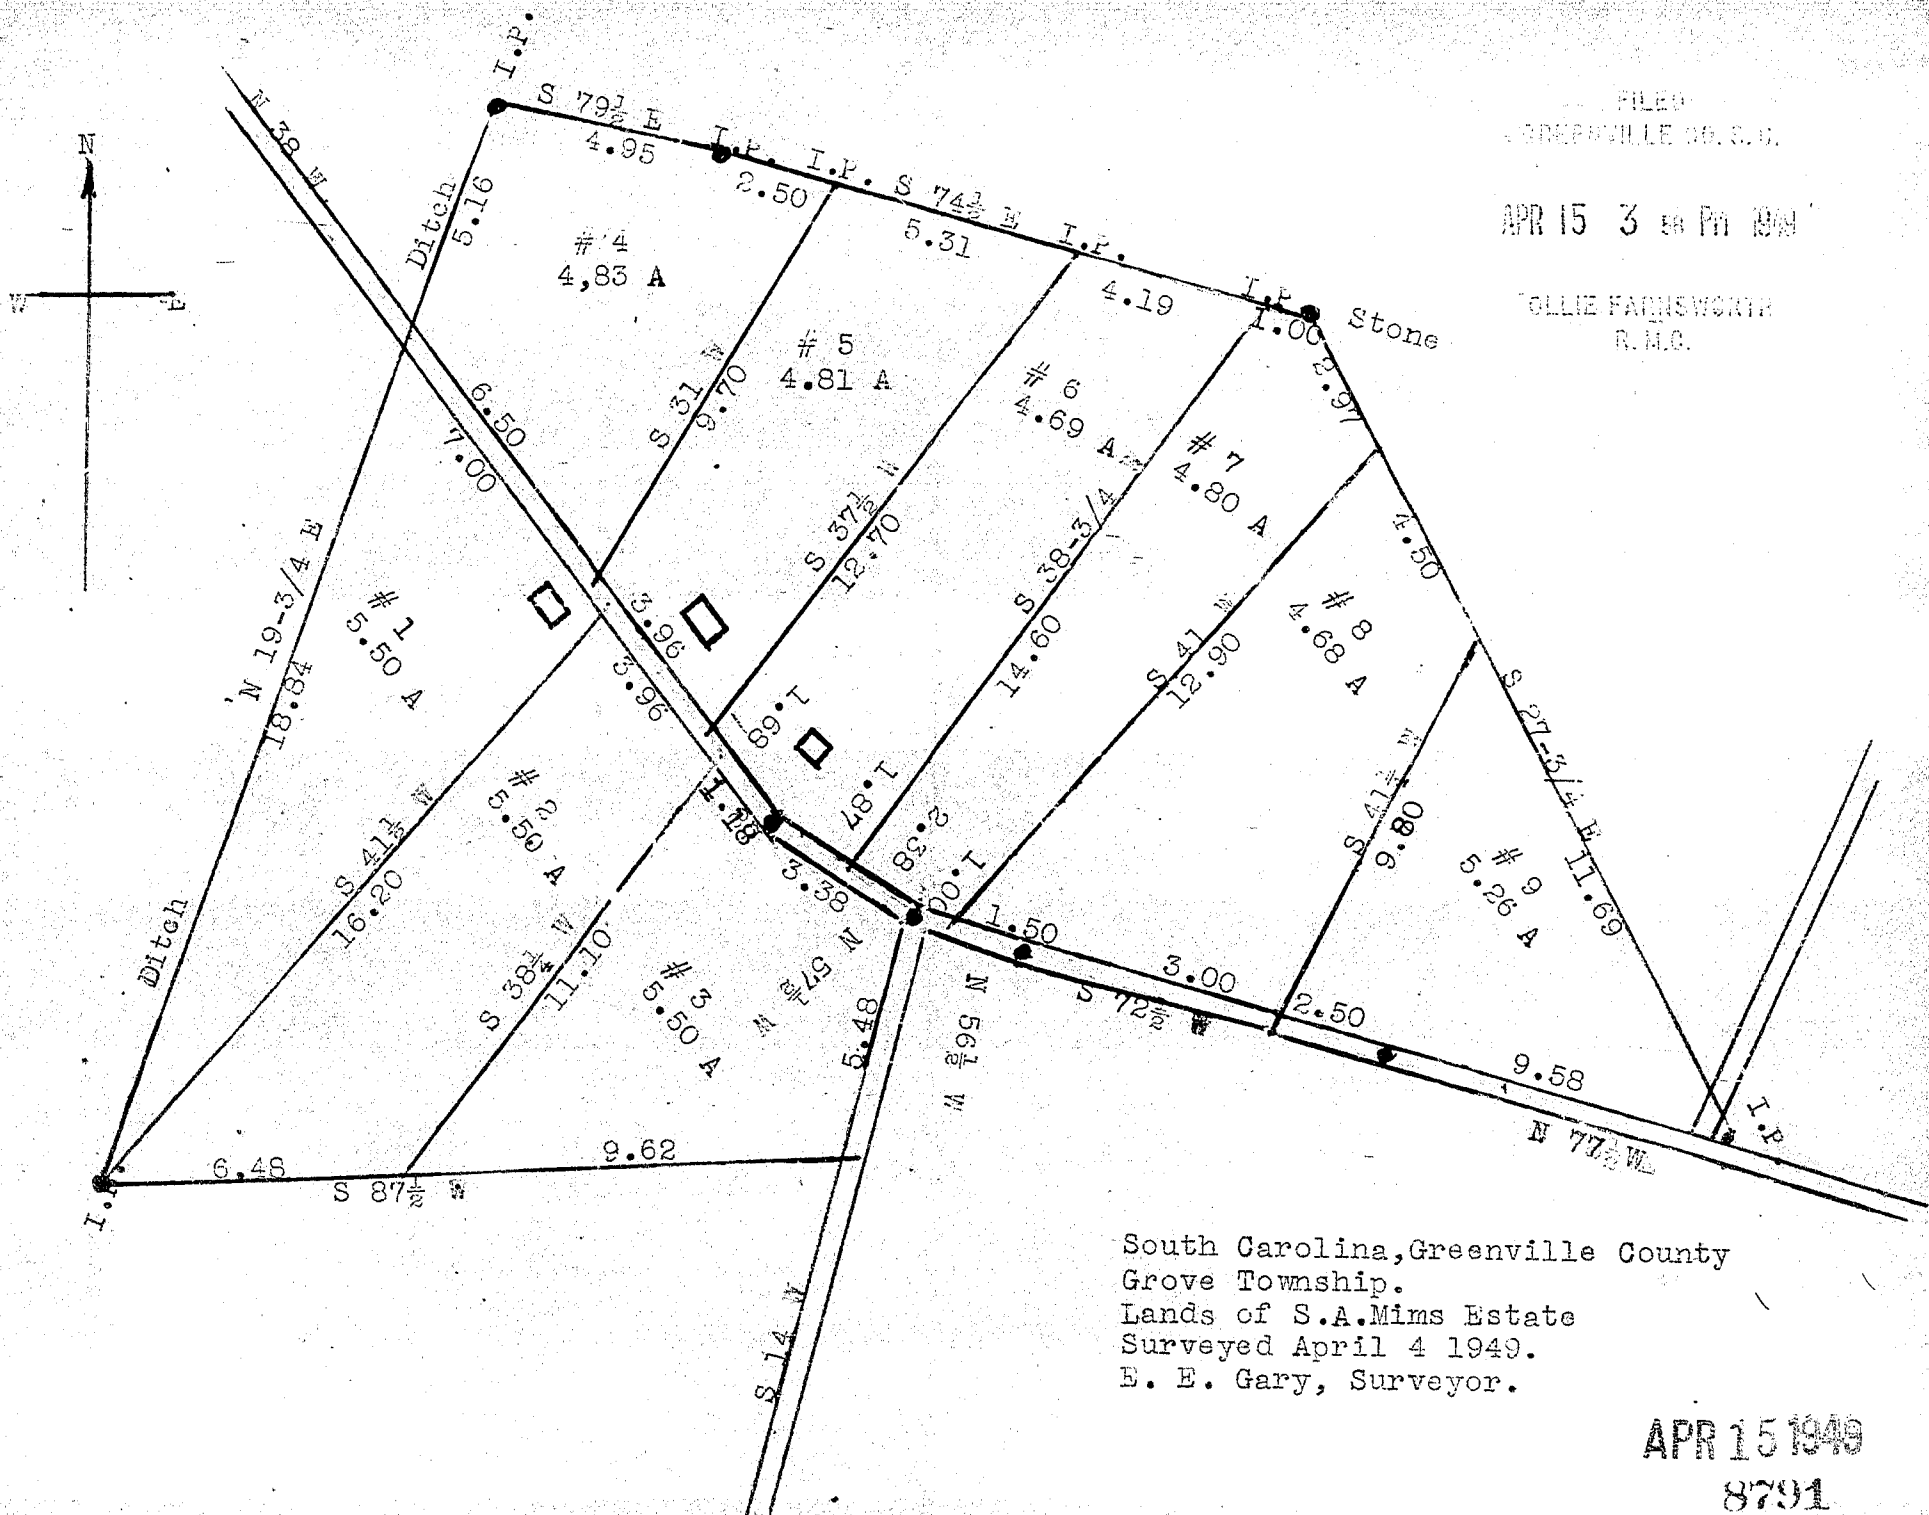 I.P.
S 79½ E
4.95
I.P.
2.50
I.P.
S 74½ E
5.31
I.P.
4.19
I.P.
1.00
Stone
FILED
GREENVILLE CO. S. C.
APR 15 3 PM 1949
OLLIE FARNSWORTH
R. M. C.
N
W
E
N 38 W.
Ditch
5.16
# 4
4,83 A
# 5
4.81 A
# 6
4.69 A
# 7
4.80 A
# 8
4.68 A
# 9
5.26 A
2.97
4.50
S 27-3/4 E
11.69
6.50
7.00
S 31 W
9.70
S 37½ W
12.70
S 38-3/4 W
14.60
S 41 W
12.90
S 41½ W
9.80
N 19-3/4 E
18.84
# 1
5.50 A
3.96
3.96
1.68
1.87
2.38
1.00
1.50
3.00
2.50
9.58
I.P.
# 2
5.50 A
S 41½ W
16.20
1.18
3.38
N 57½ W
N 56½ W
S 72½ W
N 77½ W
Ditch
S 38¼ W
11.10
# 3
5.50 A
5.48
6.48
9.62
S 87½ W
I.P.
S 14 W
South Carolina,Greenville County
Grove Township.
Lands of S.A.Mims Estate
Surveyed April 4 1949.
E. E. Gary, Surveyor.
APR 15 1949
8791